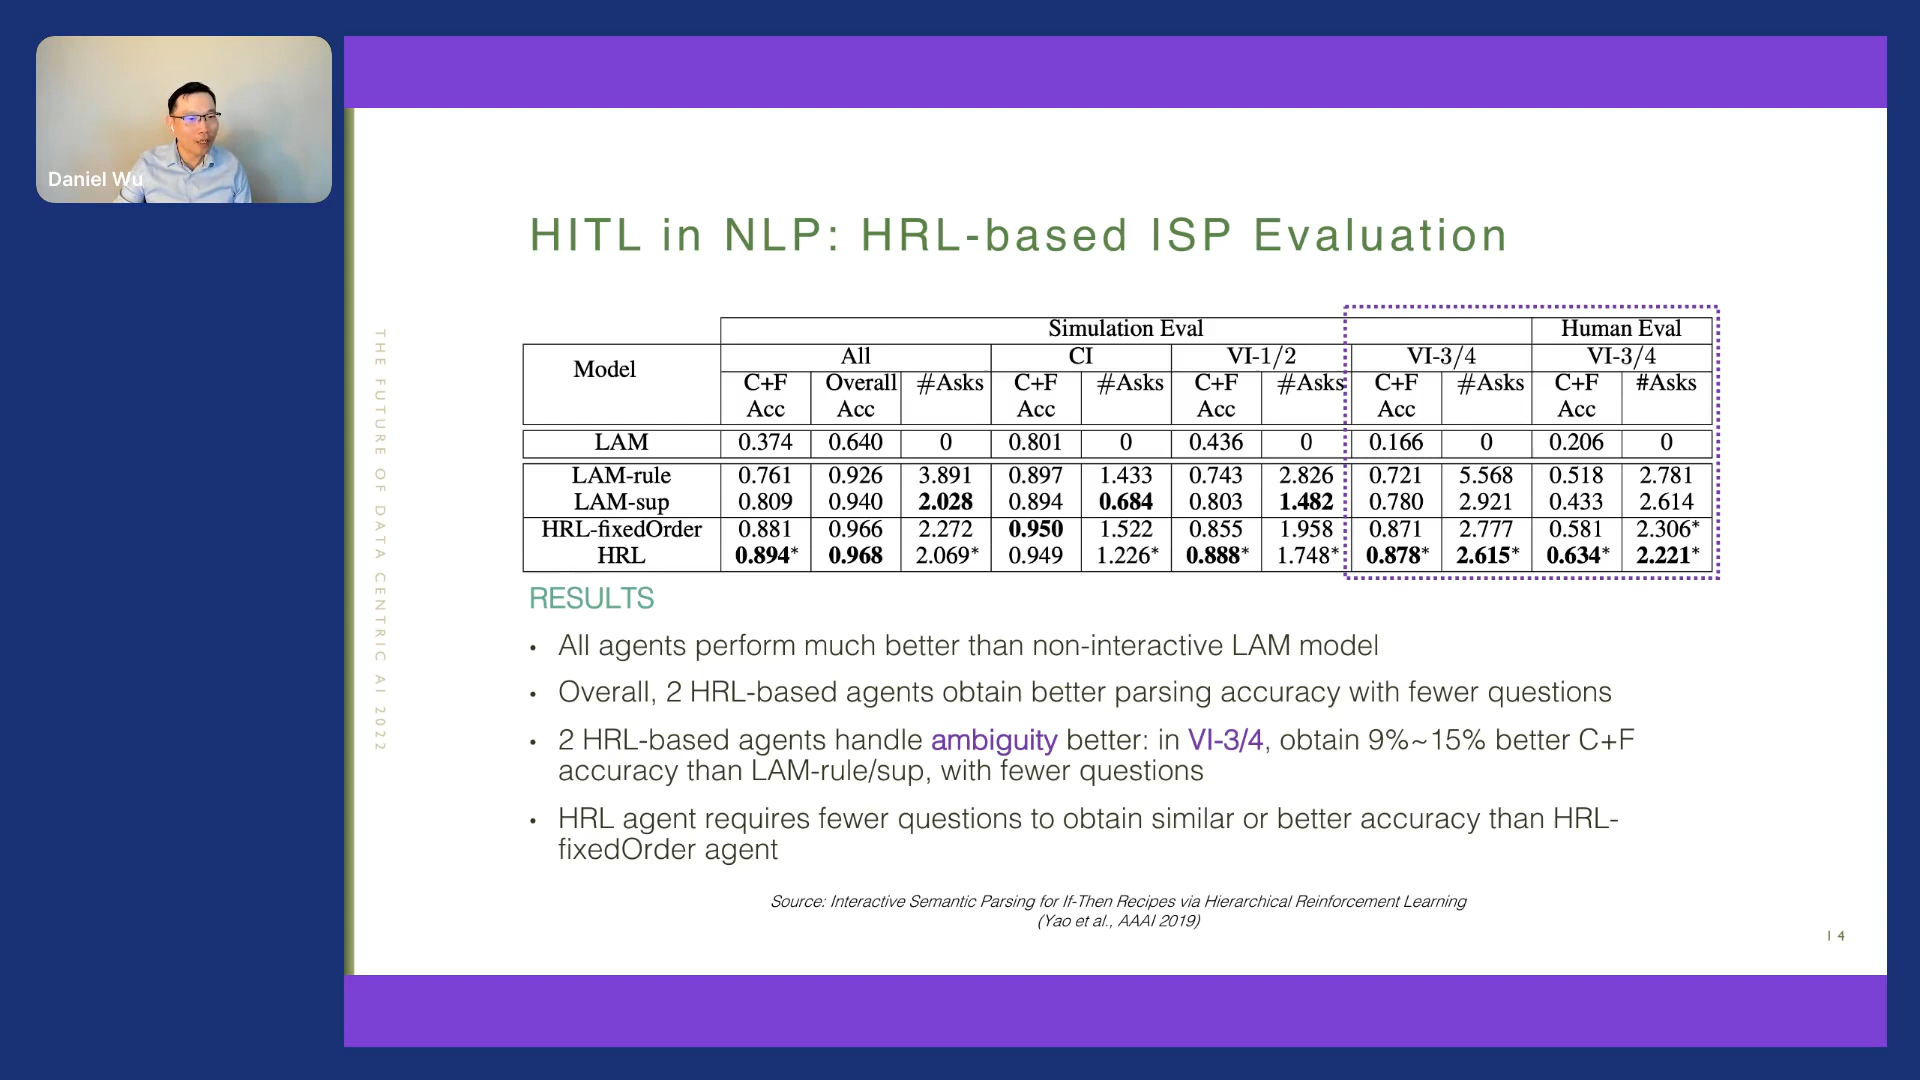 Daniel Wu
THE FUTURE OF DATA CENTRIC AI 2022
HITL in NLP: HRL-based ISP Evaluation
Simulation Eval Human Eval
Model All CI VI-1/2 VI-3/4 VI-3/4
C+F Acc Overall Acc #Asks C+F Acc #Asks C+F Acc #Asks C+F Acc #Asks C+F Acc #Asks
LAM 0.374 0.640 0 0.801 0 0.436 0 0.166 0 0.206 0
LAM-rule 0.761 0.926 3.891 0.897 1.433 0.743 2.826 0.721 5.568 0.518 2.781
LAM-sup 0.809 0.940 2.028 0.894 0.684 0.803 1.482 0.780 2.921 0.433 2.614
HRL-fixedOrder 0.881 0.966 2.272 0.950 1.522 0.855 1.958 0.871 2.777 0.581 2.306*
HRL 0.894* 0.968 2.069* 0.949 1.226* 0.888* 1.748* 0.878* 2.615* 0.634* 2.221*
RESULTS
• All agents perform much better than non-interactive LAM model
• Overall, 2 HRL-based agents obtain better parsing accuracy with fewer questions
• 2 HRL-based agents handle ambiguity better: in VI-3/4, obtain 9%~15% better C+F
accuracy than LAM-rule/sup, with fewer questions
• HRL agent requires fewer questions to obtain similar or better accuracy than HRL-
fixedOrder agent
Source: Interactive Semantic Parsing for If-Then Recipes via Hierarchical Reinforcement Learning
(Yao et al., AAAI 2019)
14